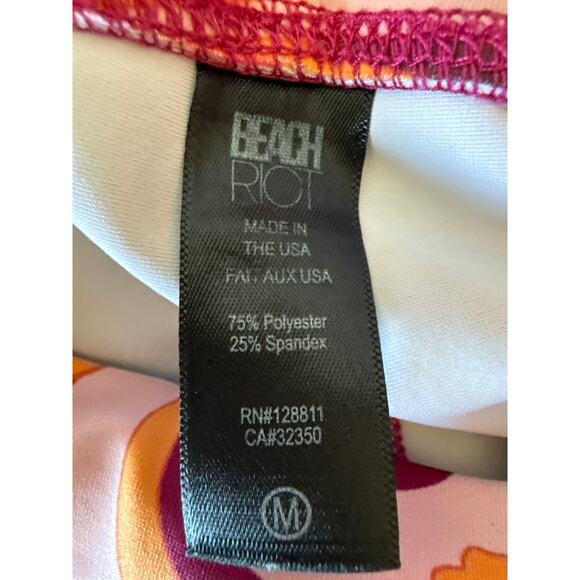 BEACH
RIOT
MADE IN
THE USA
FAIT AUX USA
75% Polyester
25% Spandex
RN#128811
CA#32350
M